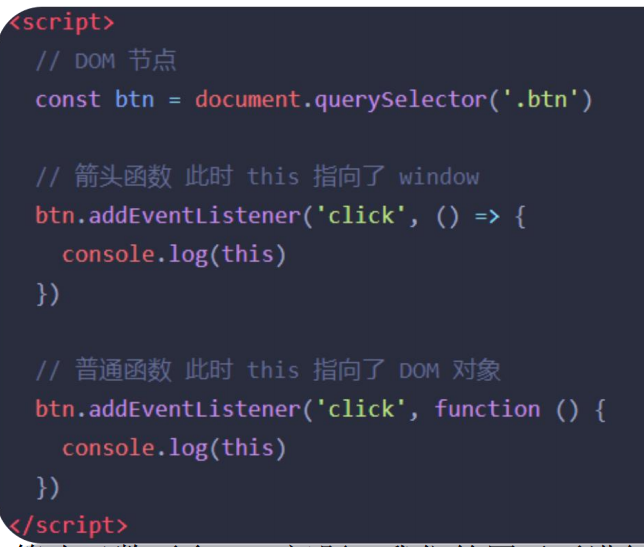 <script>
// DOM 节点
const btn = document.querySelector('.btn')
// 箭头函数 此时 this 指向了 window
btn.addEventListener('click', () => {
console.log(this)
})
// 普通函数 此时 this 指向了 DOM 对象
btn.addEventListener('click', function () {
console.log(this)
})
</script>